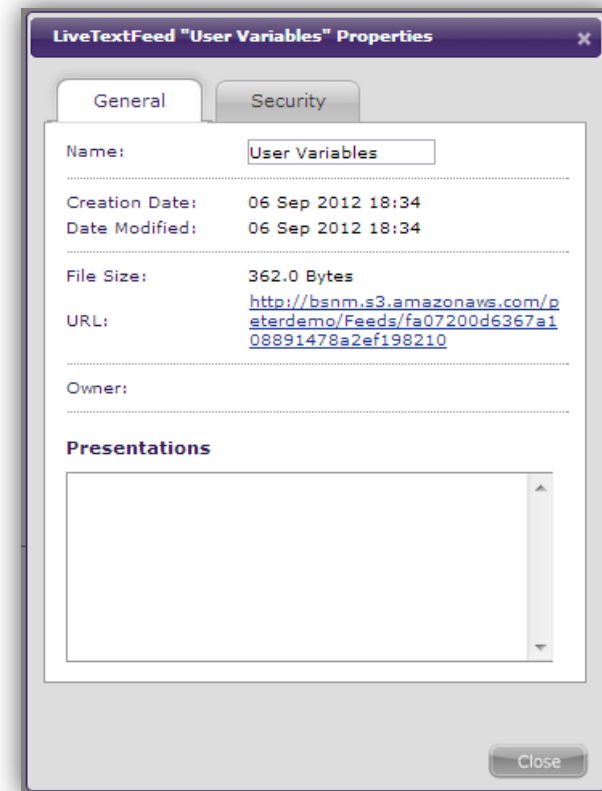 LiveTextFeed "User Variables" Properties
General Security
Name: User Variables
Creation Date: 06 Sep 2012 18:34
Date Modified: 06 Sep 2012 18:34
File Size: 362.0 Bytes
URL: http://bsnm.s3.amazonaws.com/p
eterdemo/Feeds/fa07200d6367a1
08891478a2ef198210
Owner:
Presentations
Close